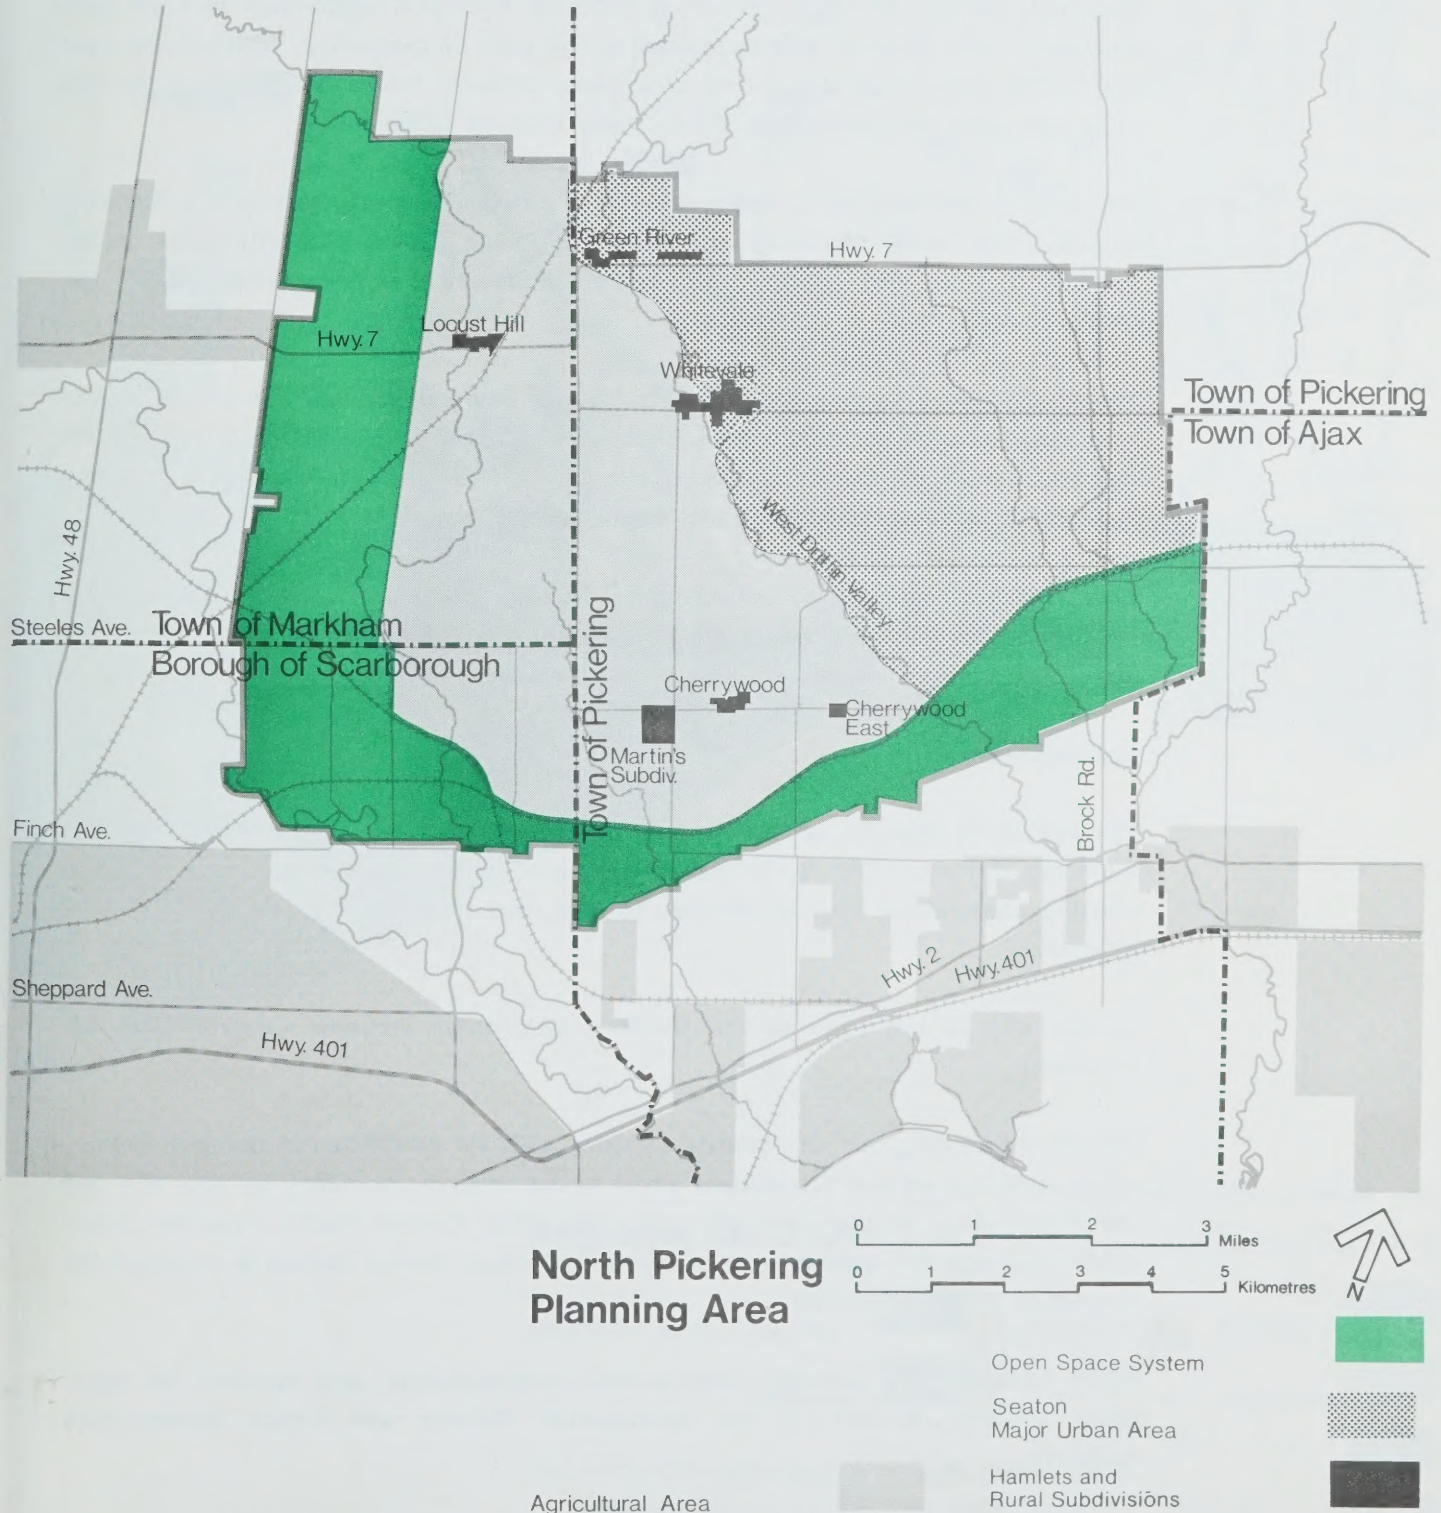 Green River
Hwy. 7
Locust Hill
Hwy. 7
Whitevale
Town of Pickering
Town of Ajax
West Duffin Valley
Hwy. 48
Steeles Ave.
Town of Markham
Borough of Scarborough
Town of Pickering
Cherrywood
Cherrywood
East
Martin's
Subdiv.
Brock Rd.
Finch Ave.
Hwy. 2
Hwy. 401
Sheppard Ave.
Hwy. 401
North Pickering
Planning Area
0 1 2 3 Miles
0 1 2 3 4 5 Kilometres
N
Open Space System
Seaton
Major Urban Area
Hamlets and
Rural Subdivisions
Agricultural Area